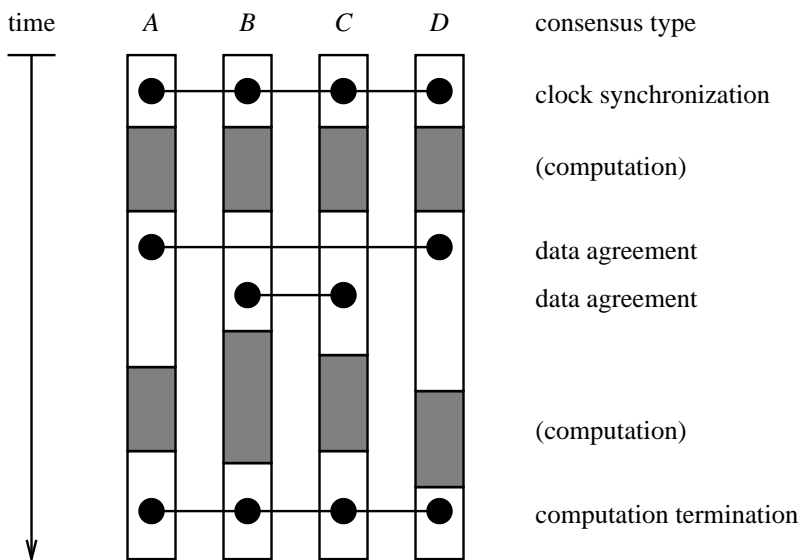 time A B C D consensus type
clock synchronization
(computation)
data agreement
data agreement
(computation)
computation termination